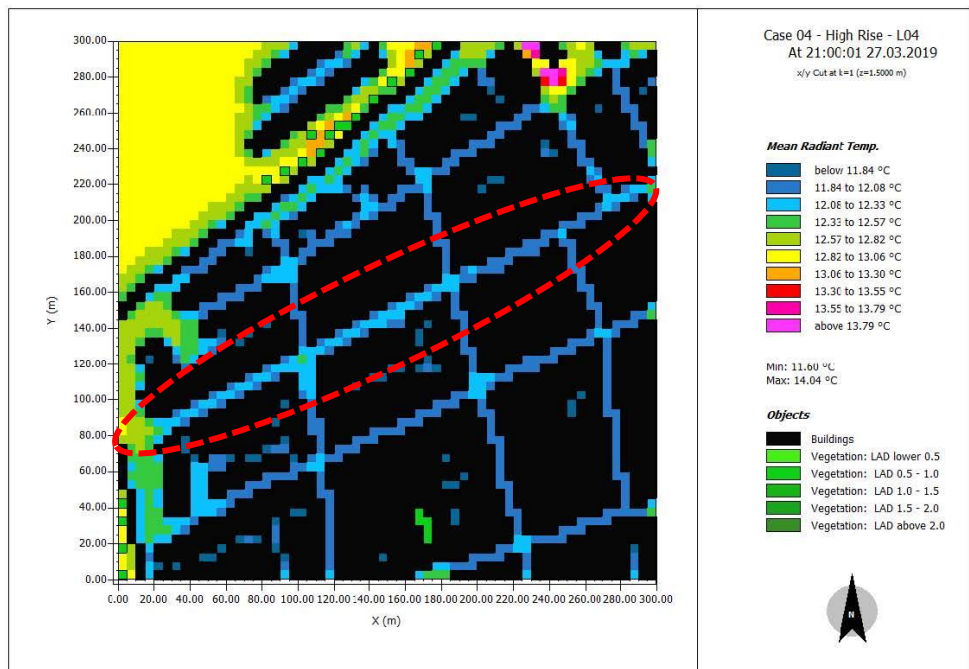 Case 04 - High Rise - L04
At 21:00:01 27.03.2019
x/y Cut at k=1 (z=1.5000 m)
Mean Radiant Temp.
below 11.84 °C
11.84 to 12.08 °C
12.08 to 12.33 °C
12.33 to 12.57 °C
12.57 to 12.82 °C
12.82 to 13.06 °C
13.06 to 13.30 °C
13.30 to 13.55 °C
13.55 to 13.79 °C
above 13.79 °C
Min: 11.60 °C
Max: 14.04 °C
Objects
Buildings
Vegetation: LAD lower 0.5
Vegetation: LAD 0.5 - 1.0
Vegetation: LAD 1.0 - 1.5
Vegetation: LAD 1.5 - 2.0
Vegetation: LAD above 2.0
N
300.00
280.00
260.00
240.00
220.00
200.00
180.00
160.00
140.00
120.00
100.00
80.00
60.00
40.00
20.00
0.00
Y (m)
0.00 20.00 40.00 60.00 80.00 100.00 120.00 140.00 160.00 180.00 200.00 220.00 240.00 260.00 280.00 300.00
X (m)